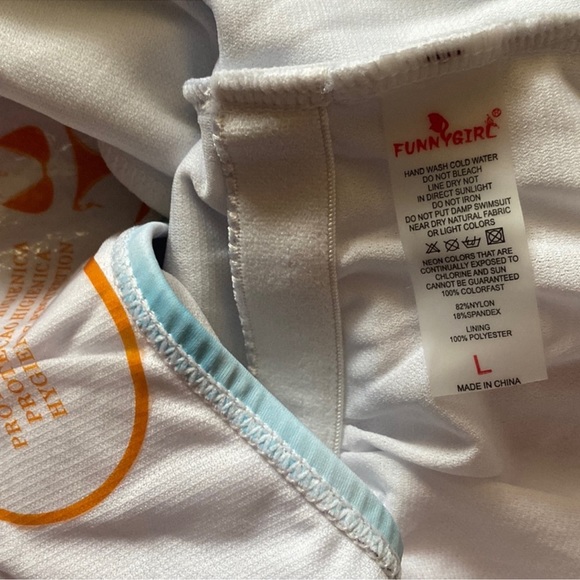 FUNNYGIRL
HAND WASH COLD WATER
DO NOT BLEACH
LINE DRY NOT
IN DIRECT SUNLIGHT
DO NOT IRON
DO NOT PUT DAMP SWIMSUIT
NEAR DRY NATURAL FABRIC
OR LIGHT COLORS
NEON COLORS THAT ARE
CONTINUALLY EXPOSED TO
CHLORINE AND SUN
CANNOT BE GUARANTEED
100% COLORFAST
82%NYLON
18%SPANDEX
LINING
100% POLYESTER
L
MADE IN CHINA
HYGIEN